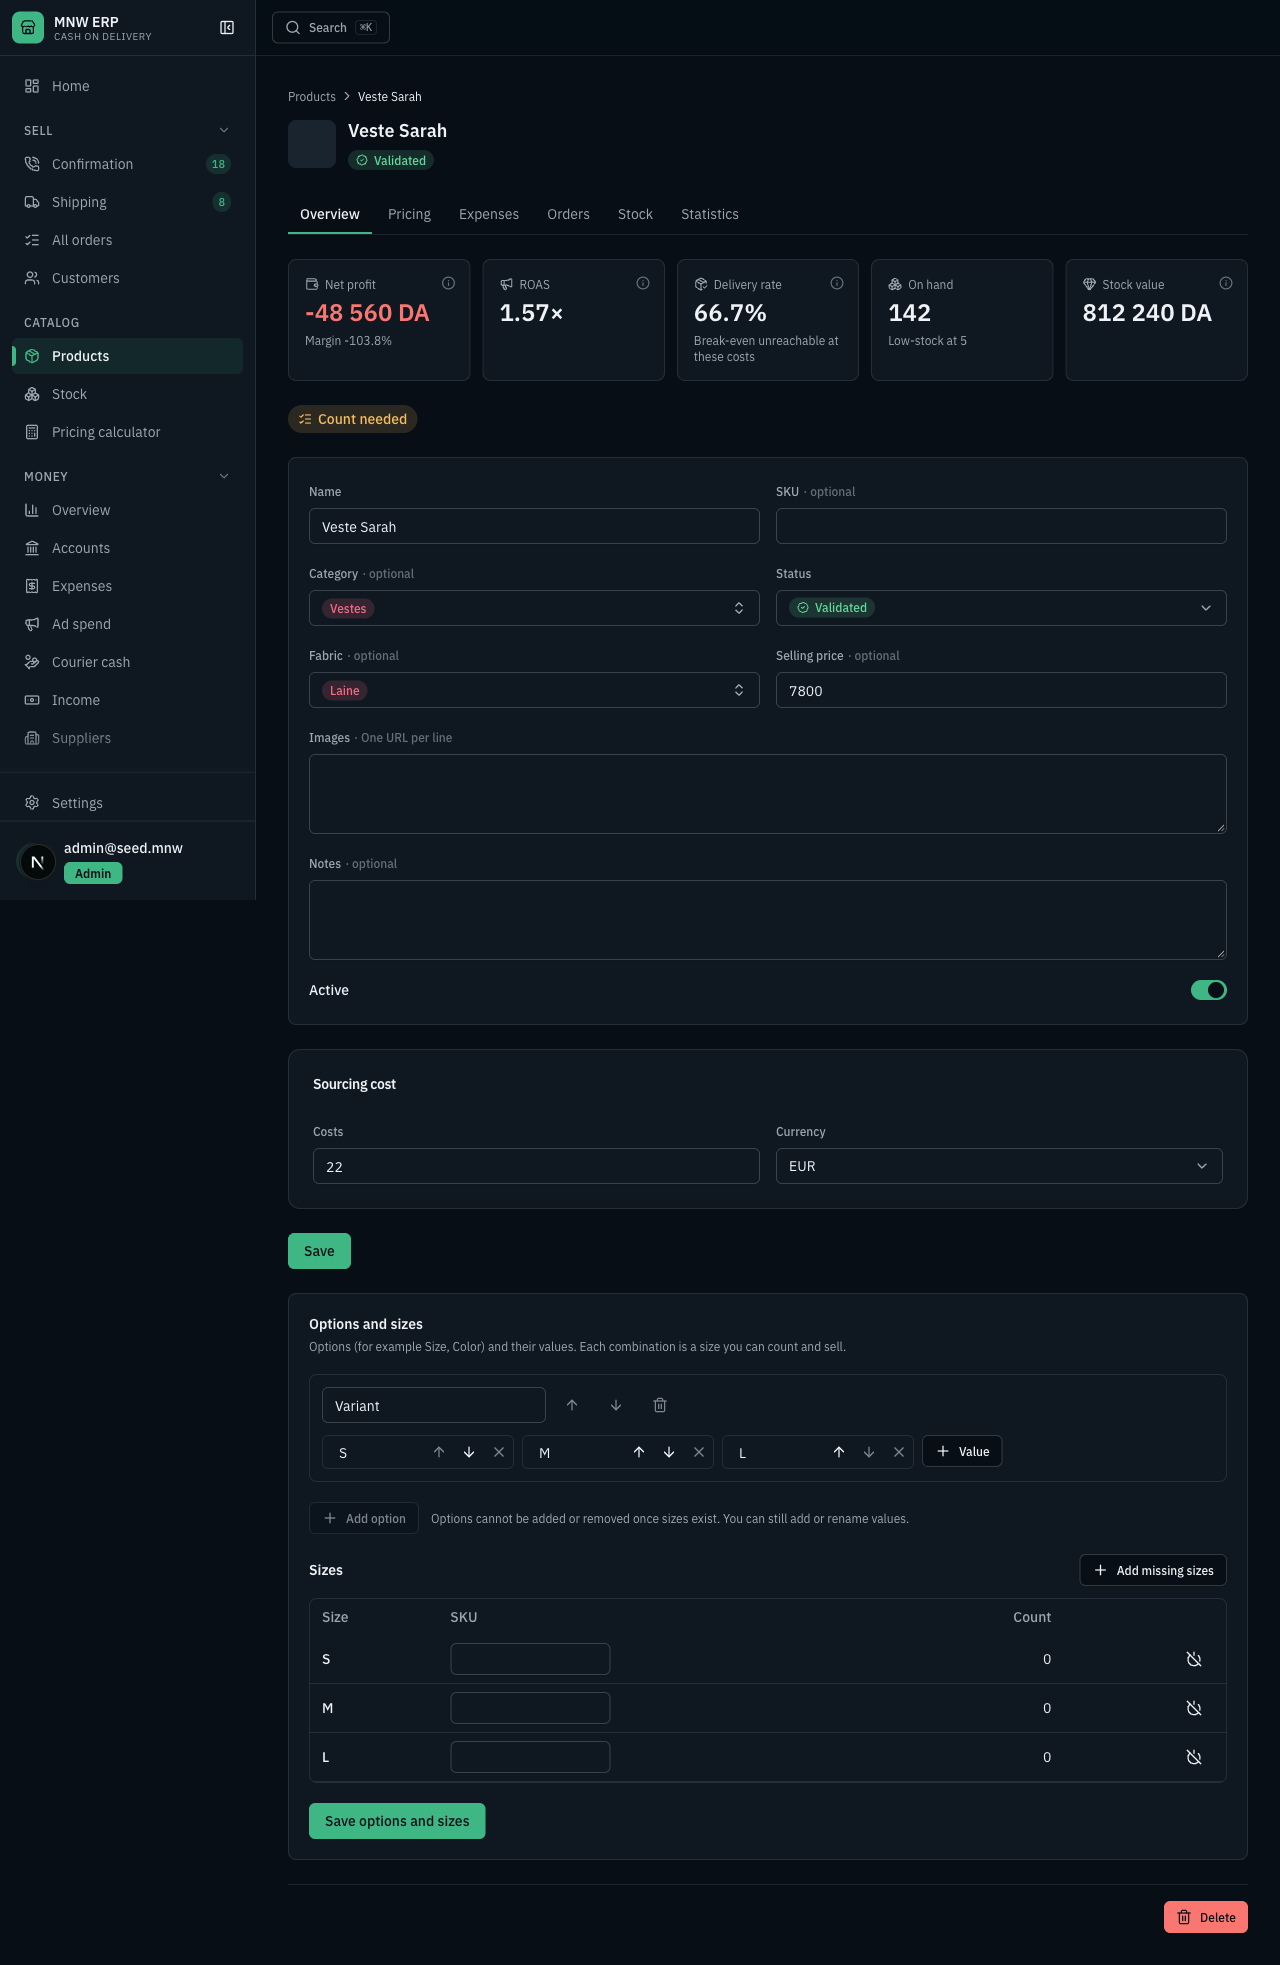 MNW ERP
CASH ON DELIVERY
Search ⌘K
Home
SELL
Confirmation 18
Shipping 8
All orders
Customers
CATALOG
Products
Stock
Pricing calculator
MONEY
Overview
Accounts
Expenses
Ad spend
Courier cash
Income
Suppliers
Settings
N
admin@seed.mnw
Admin
Products > Veste Sarah
Veste Sarah
Validated
Overview Pricing Expenses Orders Stock Statistics
Net profit
-48 560 DA
Margin -103.8%
ROAS
1.57×
Delivery rate
66.7%
Break-even unreachable at
these costs
On hand
142
Low-stock at 5
Stock value
812 240 DA
Count needed
Name
Veste Sarah
SKU · optional
Category · optional
Vestes
Status
Validated
Fabric · optional
Laine
Selling price · optional
7800
Images · One URL per line
Notes · optional
Active
Sourcing cost
Costs
22
Currency
EUR
Save
Options and sizes
Options (for example Size, Color) and their values. Each combination is a size you can count and sell.
Variant
S M L + Value
+ Add option Options cannot be added or removed once sizes exist. You can still add or rename values.
Sizes + Add missing sizes
Size SKU Count
S 0
M 0
L 0
Save options and sizes
Delete